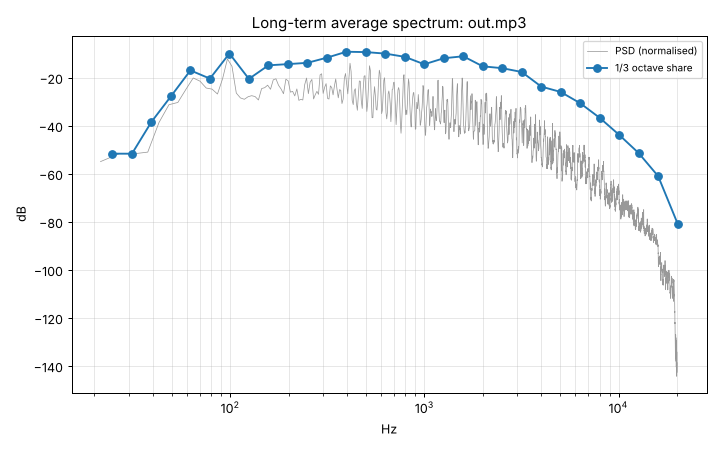 Long-term average spectrum: out.mp3
PSD (normalised)
1/3 octave share
dB
−20
−40
−60
−80
−100
−120
−140
10²
10³
10⁴
Hz